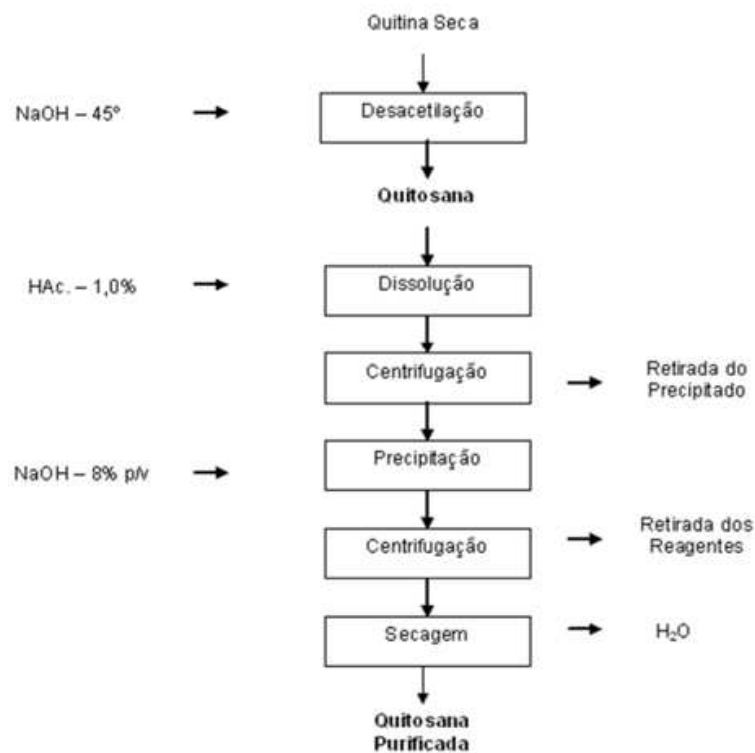 Quitina Seca
NaOH – 45º
Desacetilação
Quitosana
HAc. – 1,0%
Dissolução
Centrifugação
Retirada do
Precipitado
NaOH – 8% p/v
Precipitação
Centrifugação
Retirada dos
Reagentes
Secagem
H₂O
Quitosana
Purificada